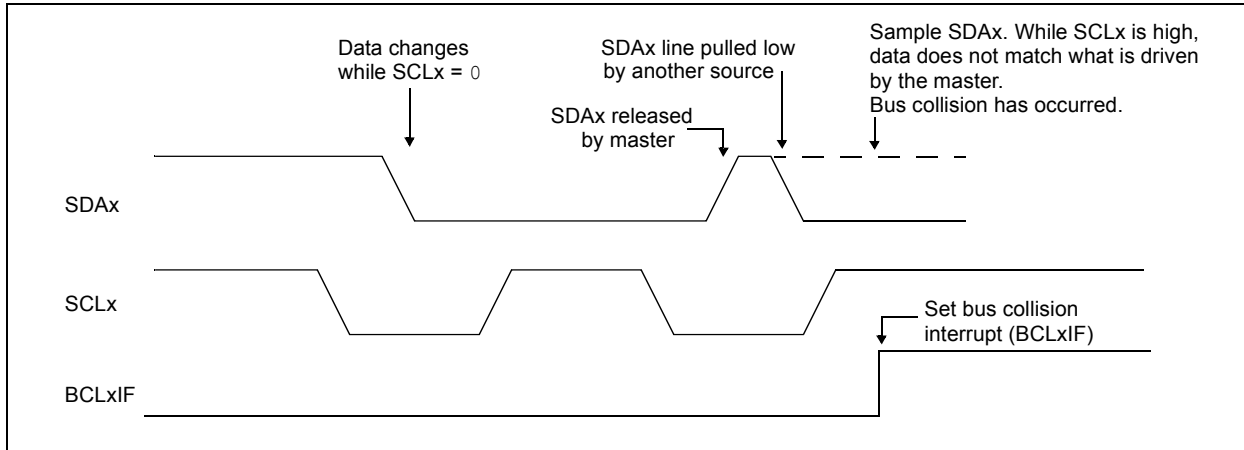 Data changes
while SCLx = 0
SDAx line pulled low
by another source
SDAx released
by master
Sample SDAx. While SCLx is high,
data does not match what is driven
by the master.
Bus collision has occurred.
SDAx
SCLx
Set bus collision
interrupt (BCLxIF)
BCLxIF